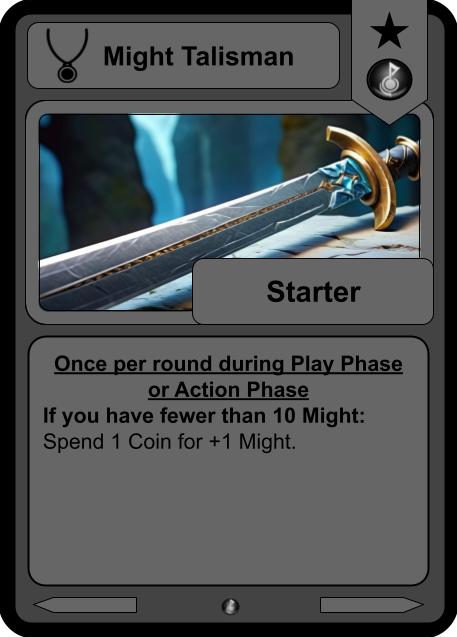 Might Talisman
Starter
Once per round during Play Phase
or Action Phase
If you have fewer than 10 Might:
Spend 1 Coin for +1 Might.